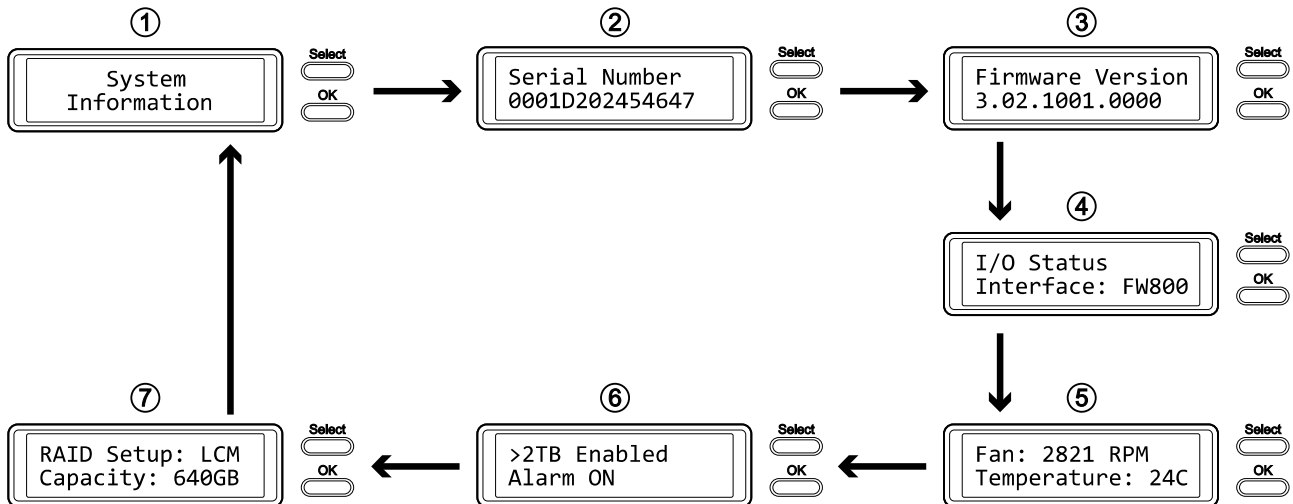 ①
System
Information
Select
OK
②
Serial Number
0001D202454647
Select
OK
③
Firmware Version
3.02.1001.0000
Select
OK
④
I/O Status
Interface: FW800
Select
OK
⑤
Fan: 2821 RPM
Temperature: 24C
Select
OK
⑥
>2TB Enabled
Alarm ON
Select
OK
⑦
RAID Setup: LCM
Capacity: 640GB
Select
OK